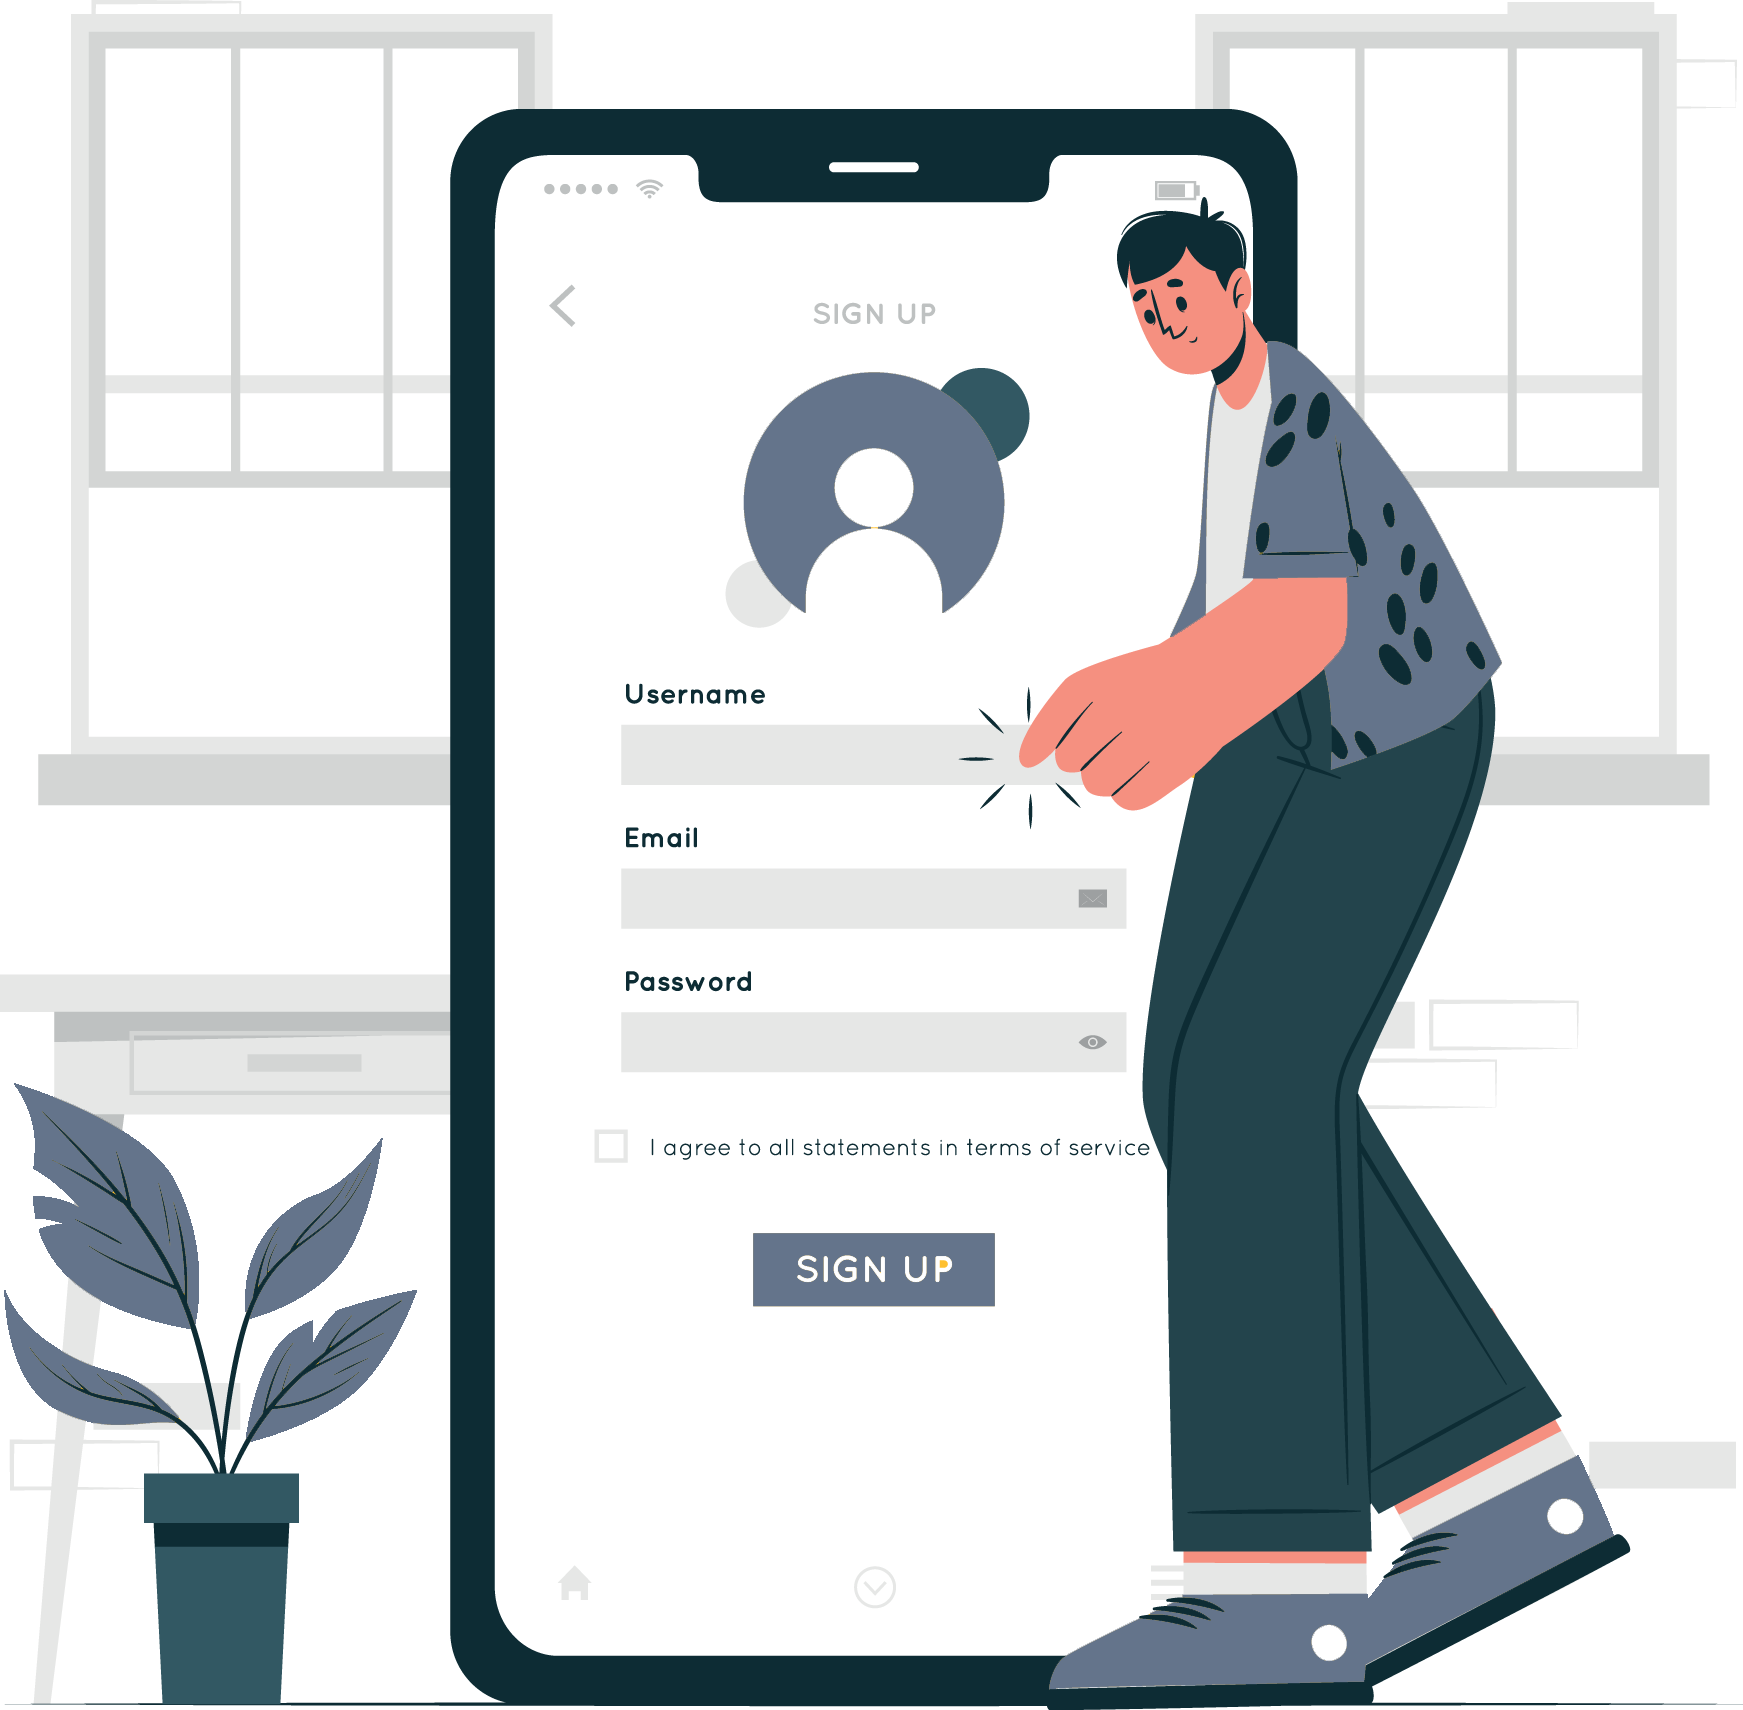 SIGN UP
Username
Email
Password
I agree to all statements in terms of service
SIGN UP